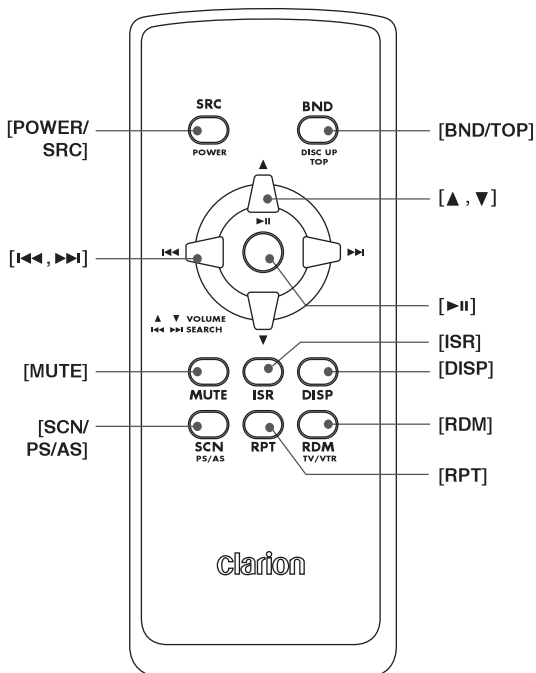 SRC BND
[POWER/
SRC]
[BND/TOP]
POWER DISC UP
TOP
▲
[▲ , ▼]
►II
[I◄◄ , ►►I]
I◄◄ ►►I
[►II]
▲ ▼ VOLUME
I◄◄ ►►I SEARCH
▼
[ISR]
[MUTE]
[DISP]
MUTE ISR DISP
[SCN/
PS/AS]
[RDM]
SCN RPT RDM
PS/AS TV/VTR
[RPT]
clarion